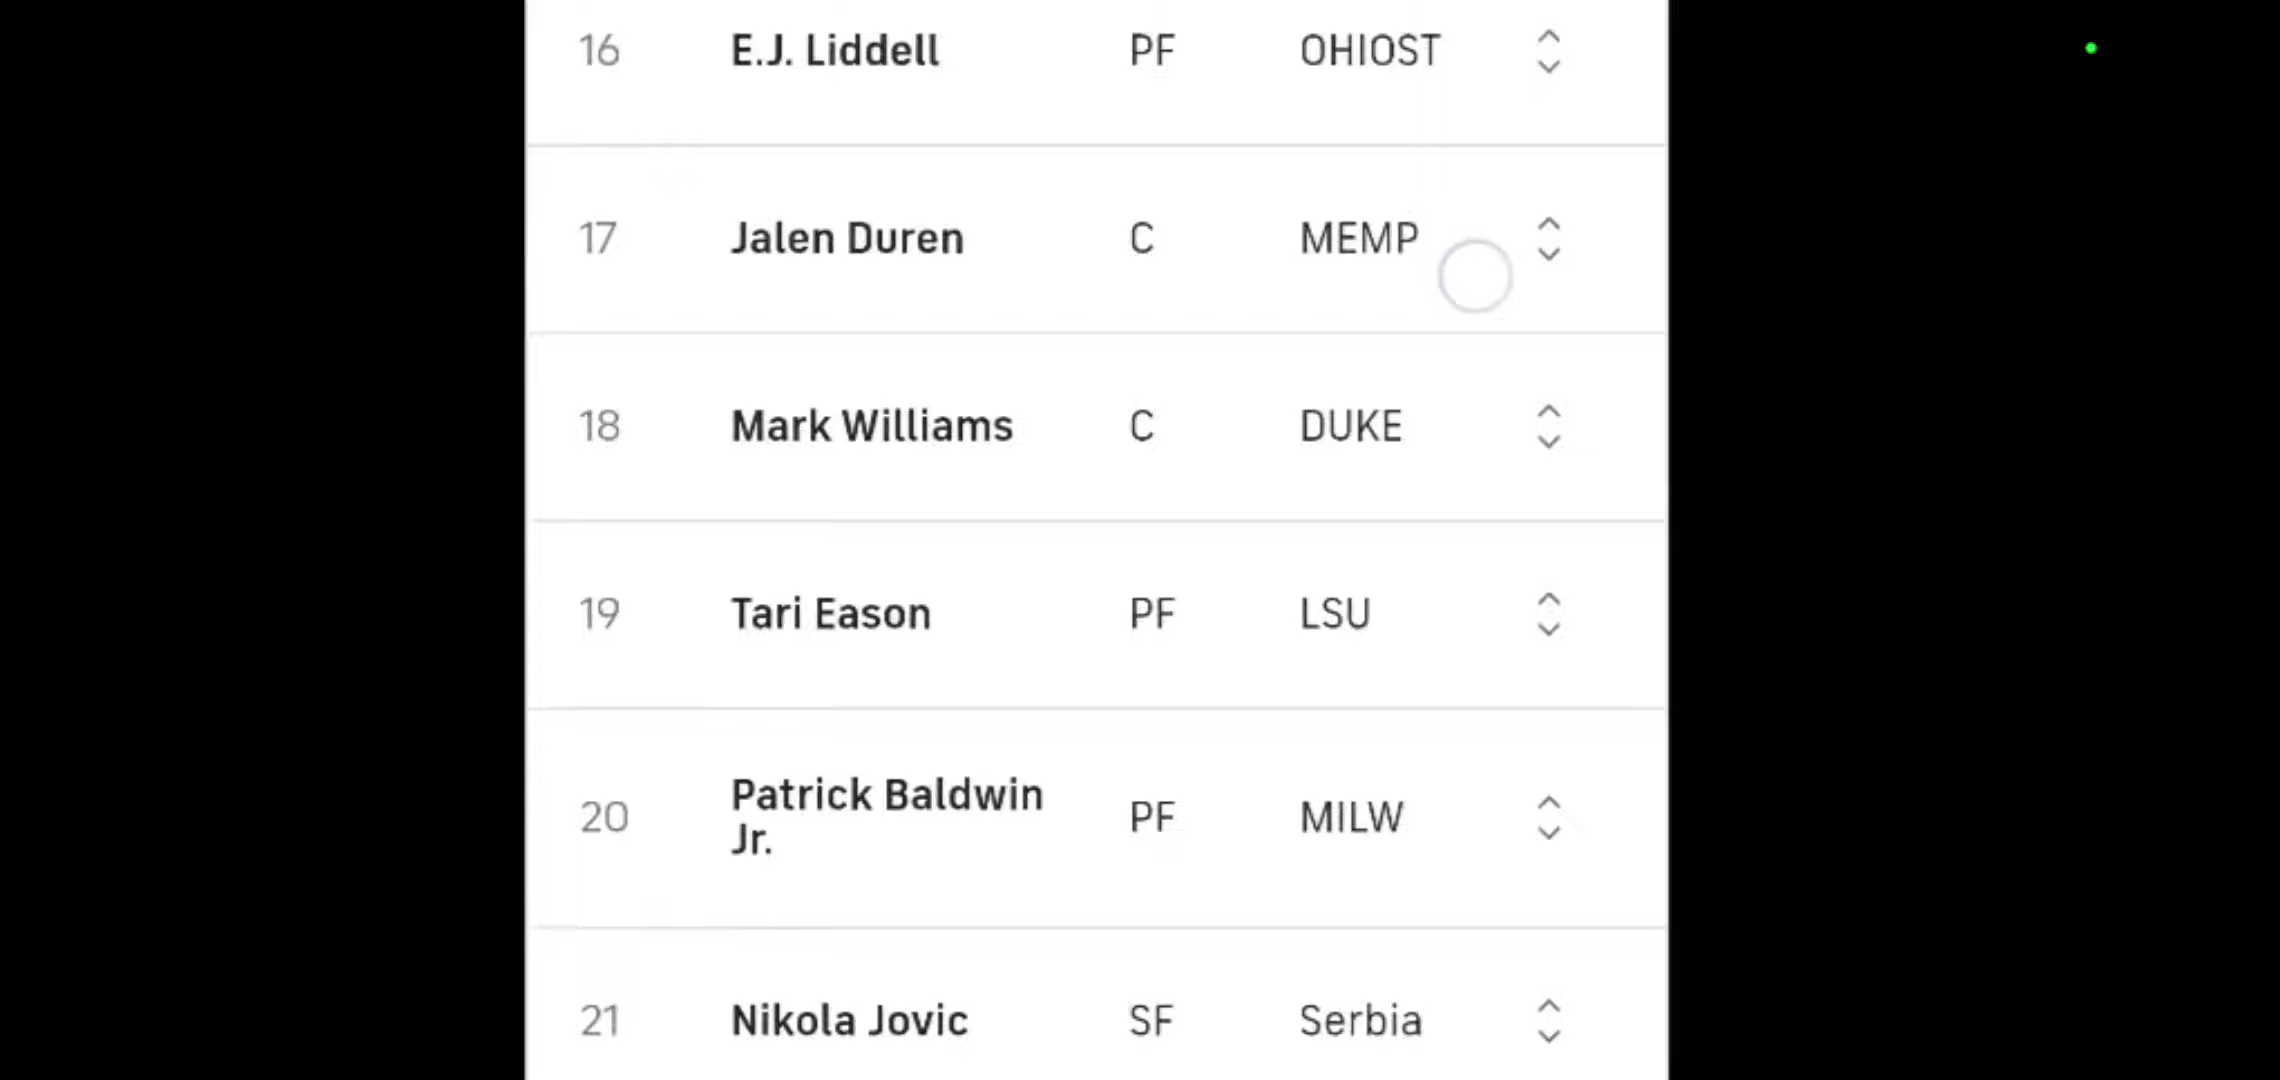 16 E.J. Liddell PF OHIOST
17 Jalen Duren C MEMP
18 Mark Williams C DUKE
19 Tari Eason PF LSU
20 Patrick Baldwin Jr. PF MILW
21 Nikola Jovic SF Serbia